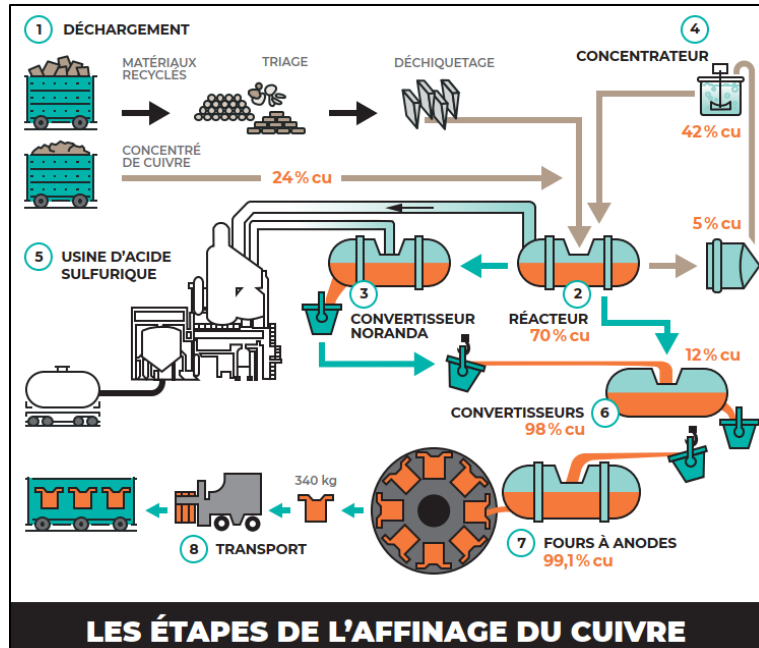 1 DÉCHARGEMENT
MATÉRIAUX
RECYCLÉS
TRIAGE
DÉCHIQUETAGE
4
CONCENTRATEUR
42% cu
CONCENTRÉ
DE CUIVRE
24% cu
5% cu
5 USINE D'ACIDE
SULFURIQUE
3
CONVERTISSEUR
NORANDA
2
RÉACTEUR
70% cu
12% cu
CONVERTISSEURS 6
98% cu
340 kg
8 TRANSPORT
7 FOURS À ANODES
99,1% cu
LES ÉTAPES DE L'AFFINAGE DU CUIVRE